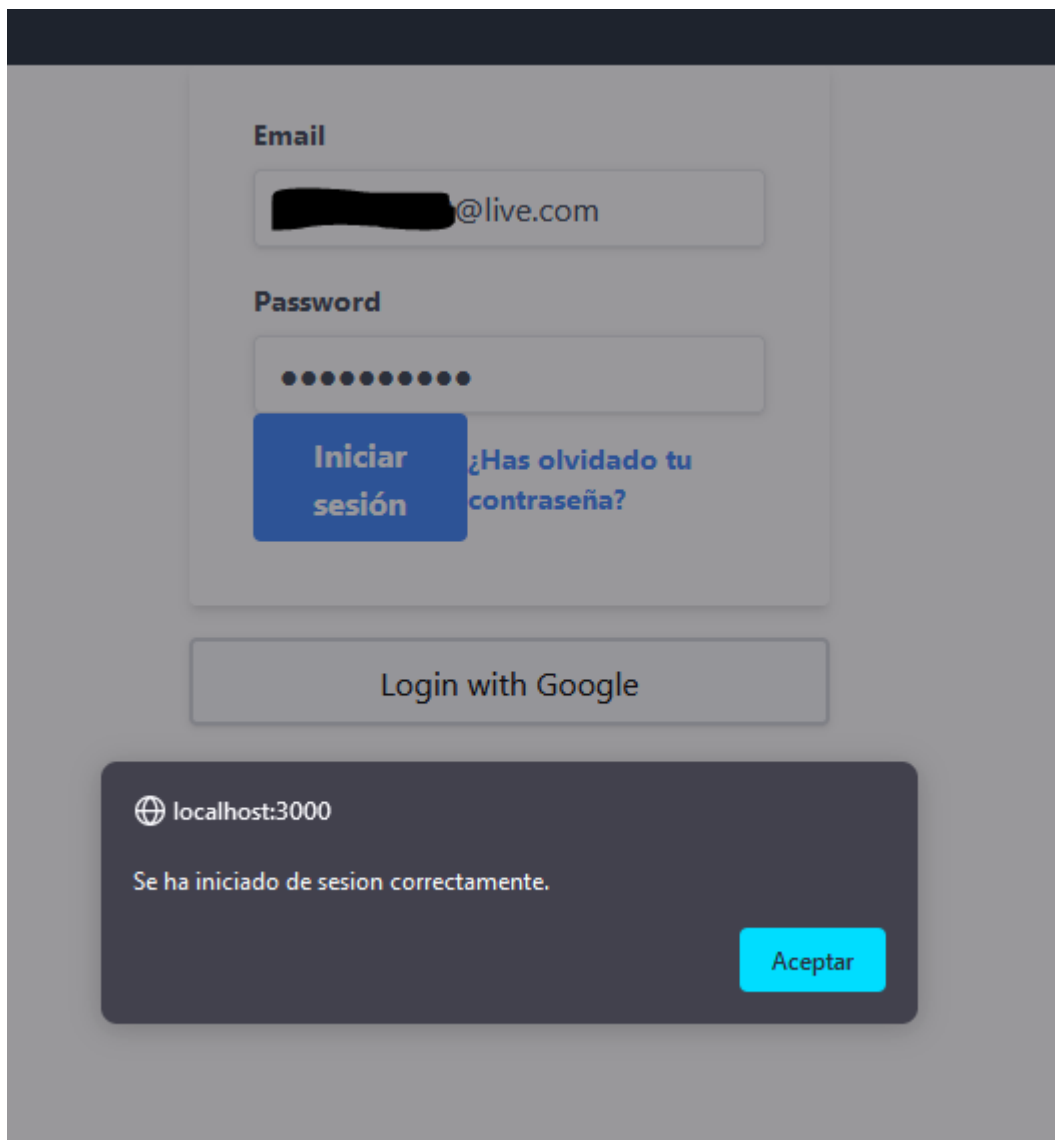 Email
@live.com
Password
Iniciar
sesión
¿Has olvidado tu
contraseña?
Login with Google
localhost:3000
Se ha iniciado de sesion correctamente.
Aceptar